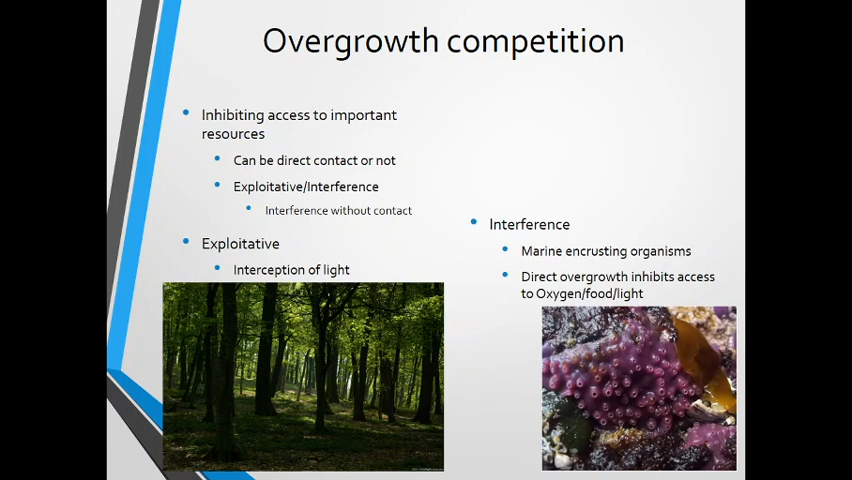 Overgrowth competition
Inhibiting access to important
resources
Can be direct contact or not
Exploitative/Interference
Interference without contact
Exploitative
Interception of light
Interference
Marine encrusting organisms
Direct overgrowth inhibits access
to Oxygen/food/light